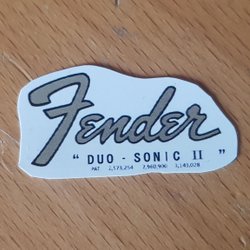 Fender
" DUO - SONIC II "
PAT. 2,573,254 2,960,900 3,143,028